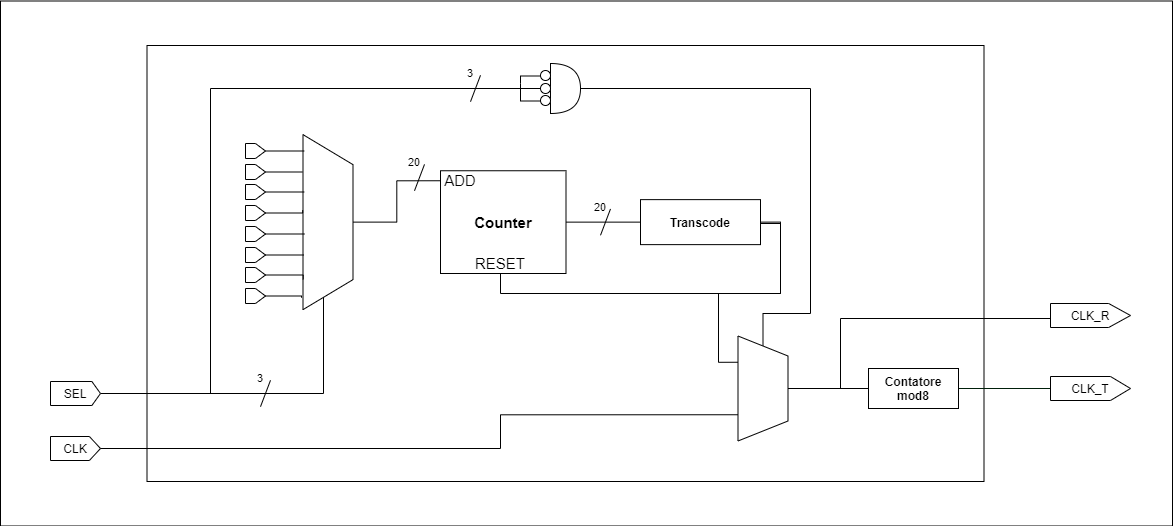 3
20
ADD
Counter
RESET
20
Transcode
CLK_R
3
SEL
Contatore
mod8
CLK_T
CLK